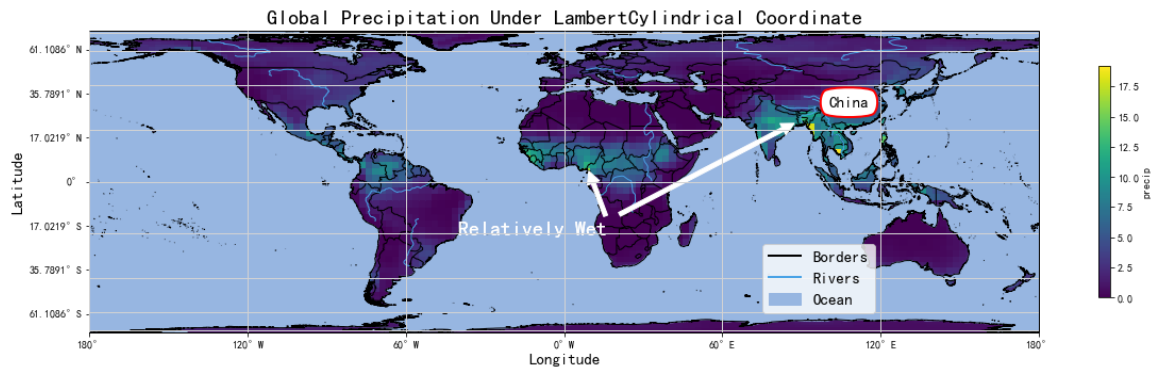 Global Precipitation Under LambertCylindrical Coordinate
61.1086° N
35.7891° N
17.0219° N
0°
17.0219° S
35.7891° S
61.1086° S
Latitude
China
Relatively Wet
Borders
Rivers
Ocean
180°
120° W
60° W
0°
60° E
120° E
180°
Longitude
17.5
15.0
12.5
10.0
7.5
5.0
2.5
0.0
precip